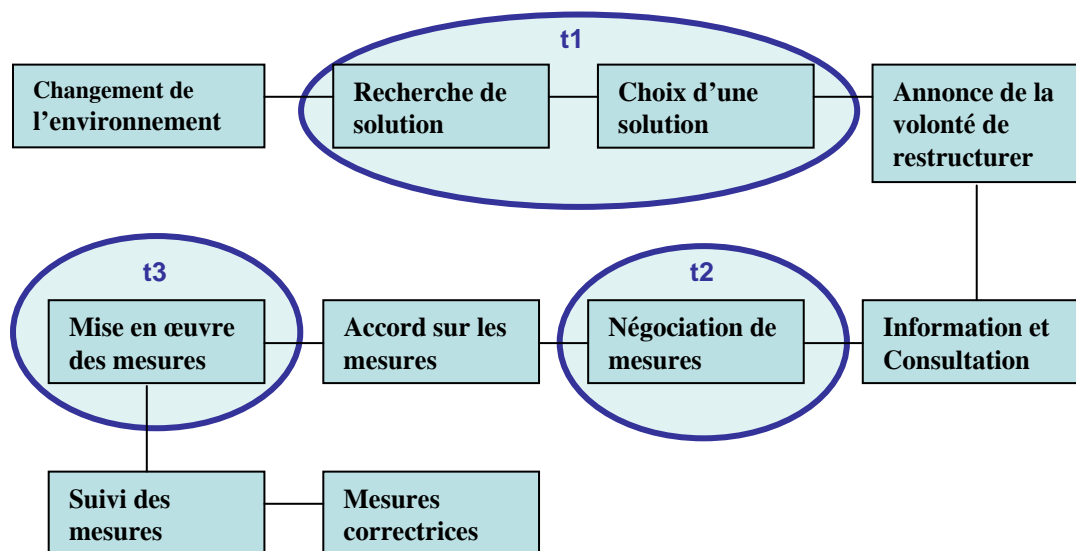 t1
Changement de
l’environnement
Recherche de
solution
Choix d’une
solution
Annonce de la
volonté de
restructurer
t3
Mise en œuvre
des mesures
Accord sur les
mesures
t2
Négociation de
mesures
Information et
Consultation
Suivi des
mesures
Mesures
correctrices